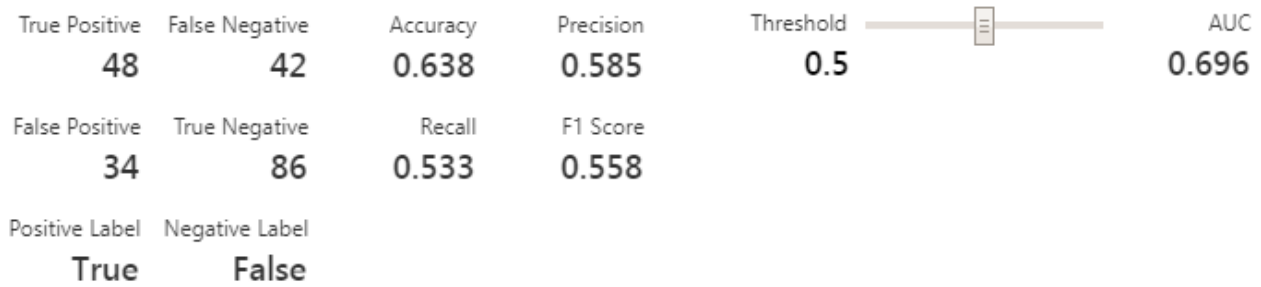 True Positive False Negative Accuracy Precision Threshold AUC
48 42 0.638 0.585 0.5 0.696
False Positive True Negative Recall F1 Score
34 86 0.533 0.558
Positive Label Negative Label
True False